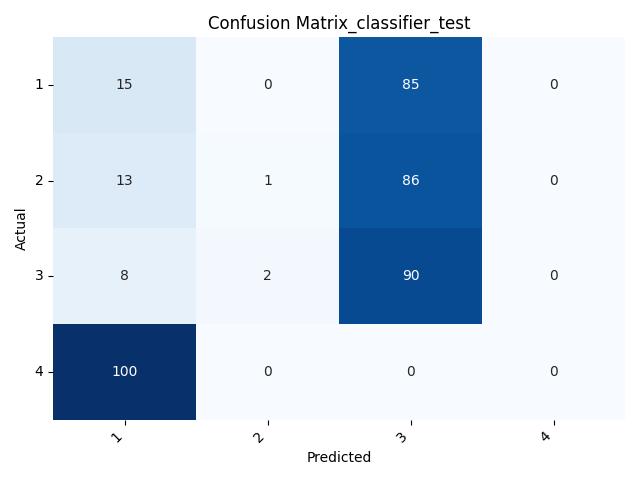 Confusion Matrix_classifier_test
Actual
1 15 0 85 0
2 13 1 86 0
3 8 2 90 0
4 100 0 0 0
1 2 3 4
Predicted